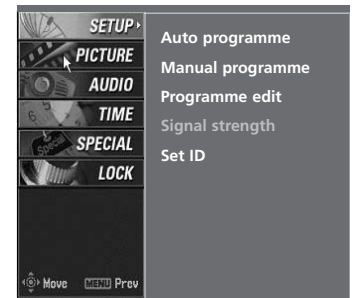 SETUP
PICTURE
AUDIO
TIME
SPECIAL
LOCK
Move MENU Prev
Auto programme
Manual programme
Programme edit
Signal strength
Set ID